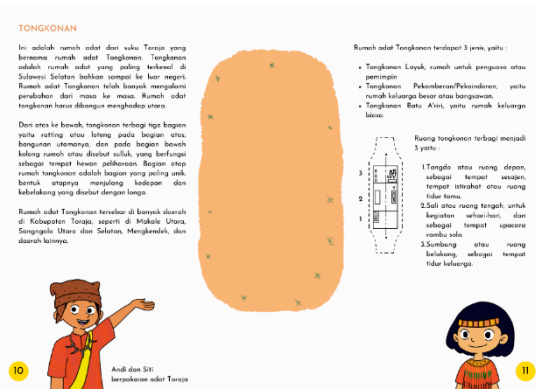 TONGKONAN
Ini adalah rumah adat dari suku Toraja yang
bernama rumah adat Tongkonan. Tongkonan
adalah rumah adat yang paling terkenal di
Sulawesi Selatan bahkan sampai ke luar negeri.
Rumah adat Tongkonan telah banyak mengalami
perubahan dari masa ke masa. Rumah adat
tongkonan harus dibangun menghadap utara.
Dari atas ke bawah, tongkonan terbagi tiga bagian
yaitu ratting atau loteng pada bagian atas,
bangunan utamanya, dan pada bagian bawah
kolong rumah atau disebut sulluk, yang berfungsi
sebagai tempat hewan peliharaan. Bagian atap
rumah tongkonan adalah bagian yang paling unik.
bentuk atapnya menjulang kedepan dan
kebelakang yang disebut dengan longa.
Rumah adat Tongkonan tersebar di banyak daerah
di Kabupaten Toraja, seperti di Makale Utara,
Sanggala Utara dan Selatan, Mengkendek, dan
daerah lainnya.
Andi dan Siti
berpakaian adat Toraja
10
Rumah adat Tongkonan terdapat 3 jenis, yaitu :
• Tongkonan Layuk, rumah untuk penguasa atau
pemimpin
• Tongkonan Pekamberan/Pekaindoran, yaitu
rumah keluarga besar atau bangsawan,
• Tongkonan Batu A'riri, yaitu rumah keluarga
biasa.
Ruang tongkonan terbagi menjadi
3 yaitu :
3
2
1
1.Tangdo atau ruang depan,
sebagai tempat sesajen,
tempat istirahat atau ruang
tidur tamu.
2.Sali atau ruang tengah, untuk
kegiatan sehari-hari, dan
sebagai tempat upacara
rambu solo.
3.Sumbung atau ruang
belakang, sebagai tempat
tidur keluarga.
11